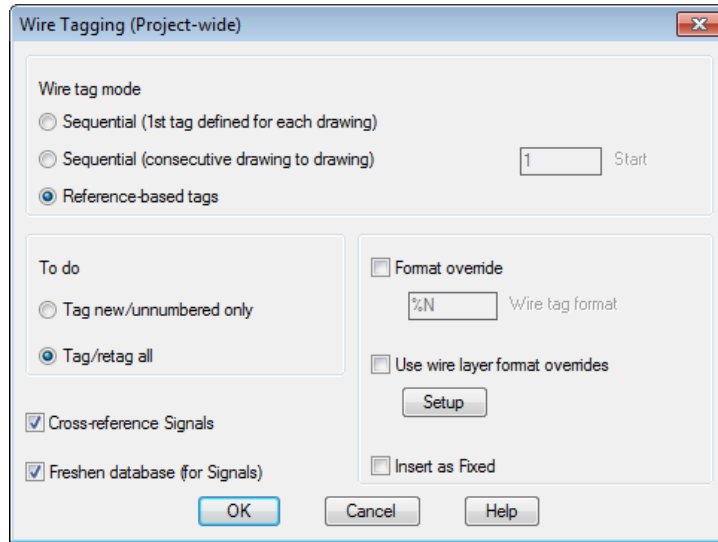 Wire Tagging (Project-wide)
Wire tag mode
Sequential (1st tag defined for each drawing)
Sequential (consecutive drawing to drawing)
1 Start
Reference-based tags
To do
Tag new/unnumbered only
Tag/retag all
Cross-reference Signals
Freshen database (for Signals)
Format override
%N Wire tag format
Use wire layer format overrides
Setup
Insert as Fixed
OK Cancel Help